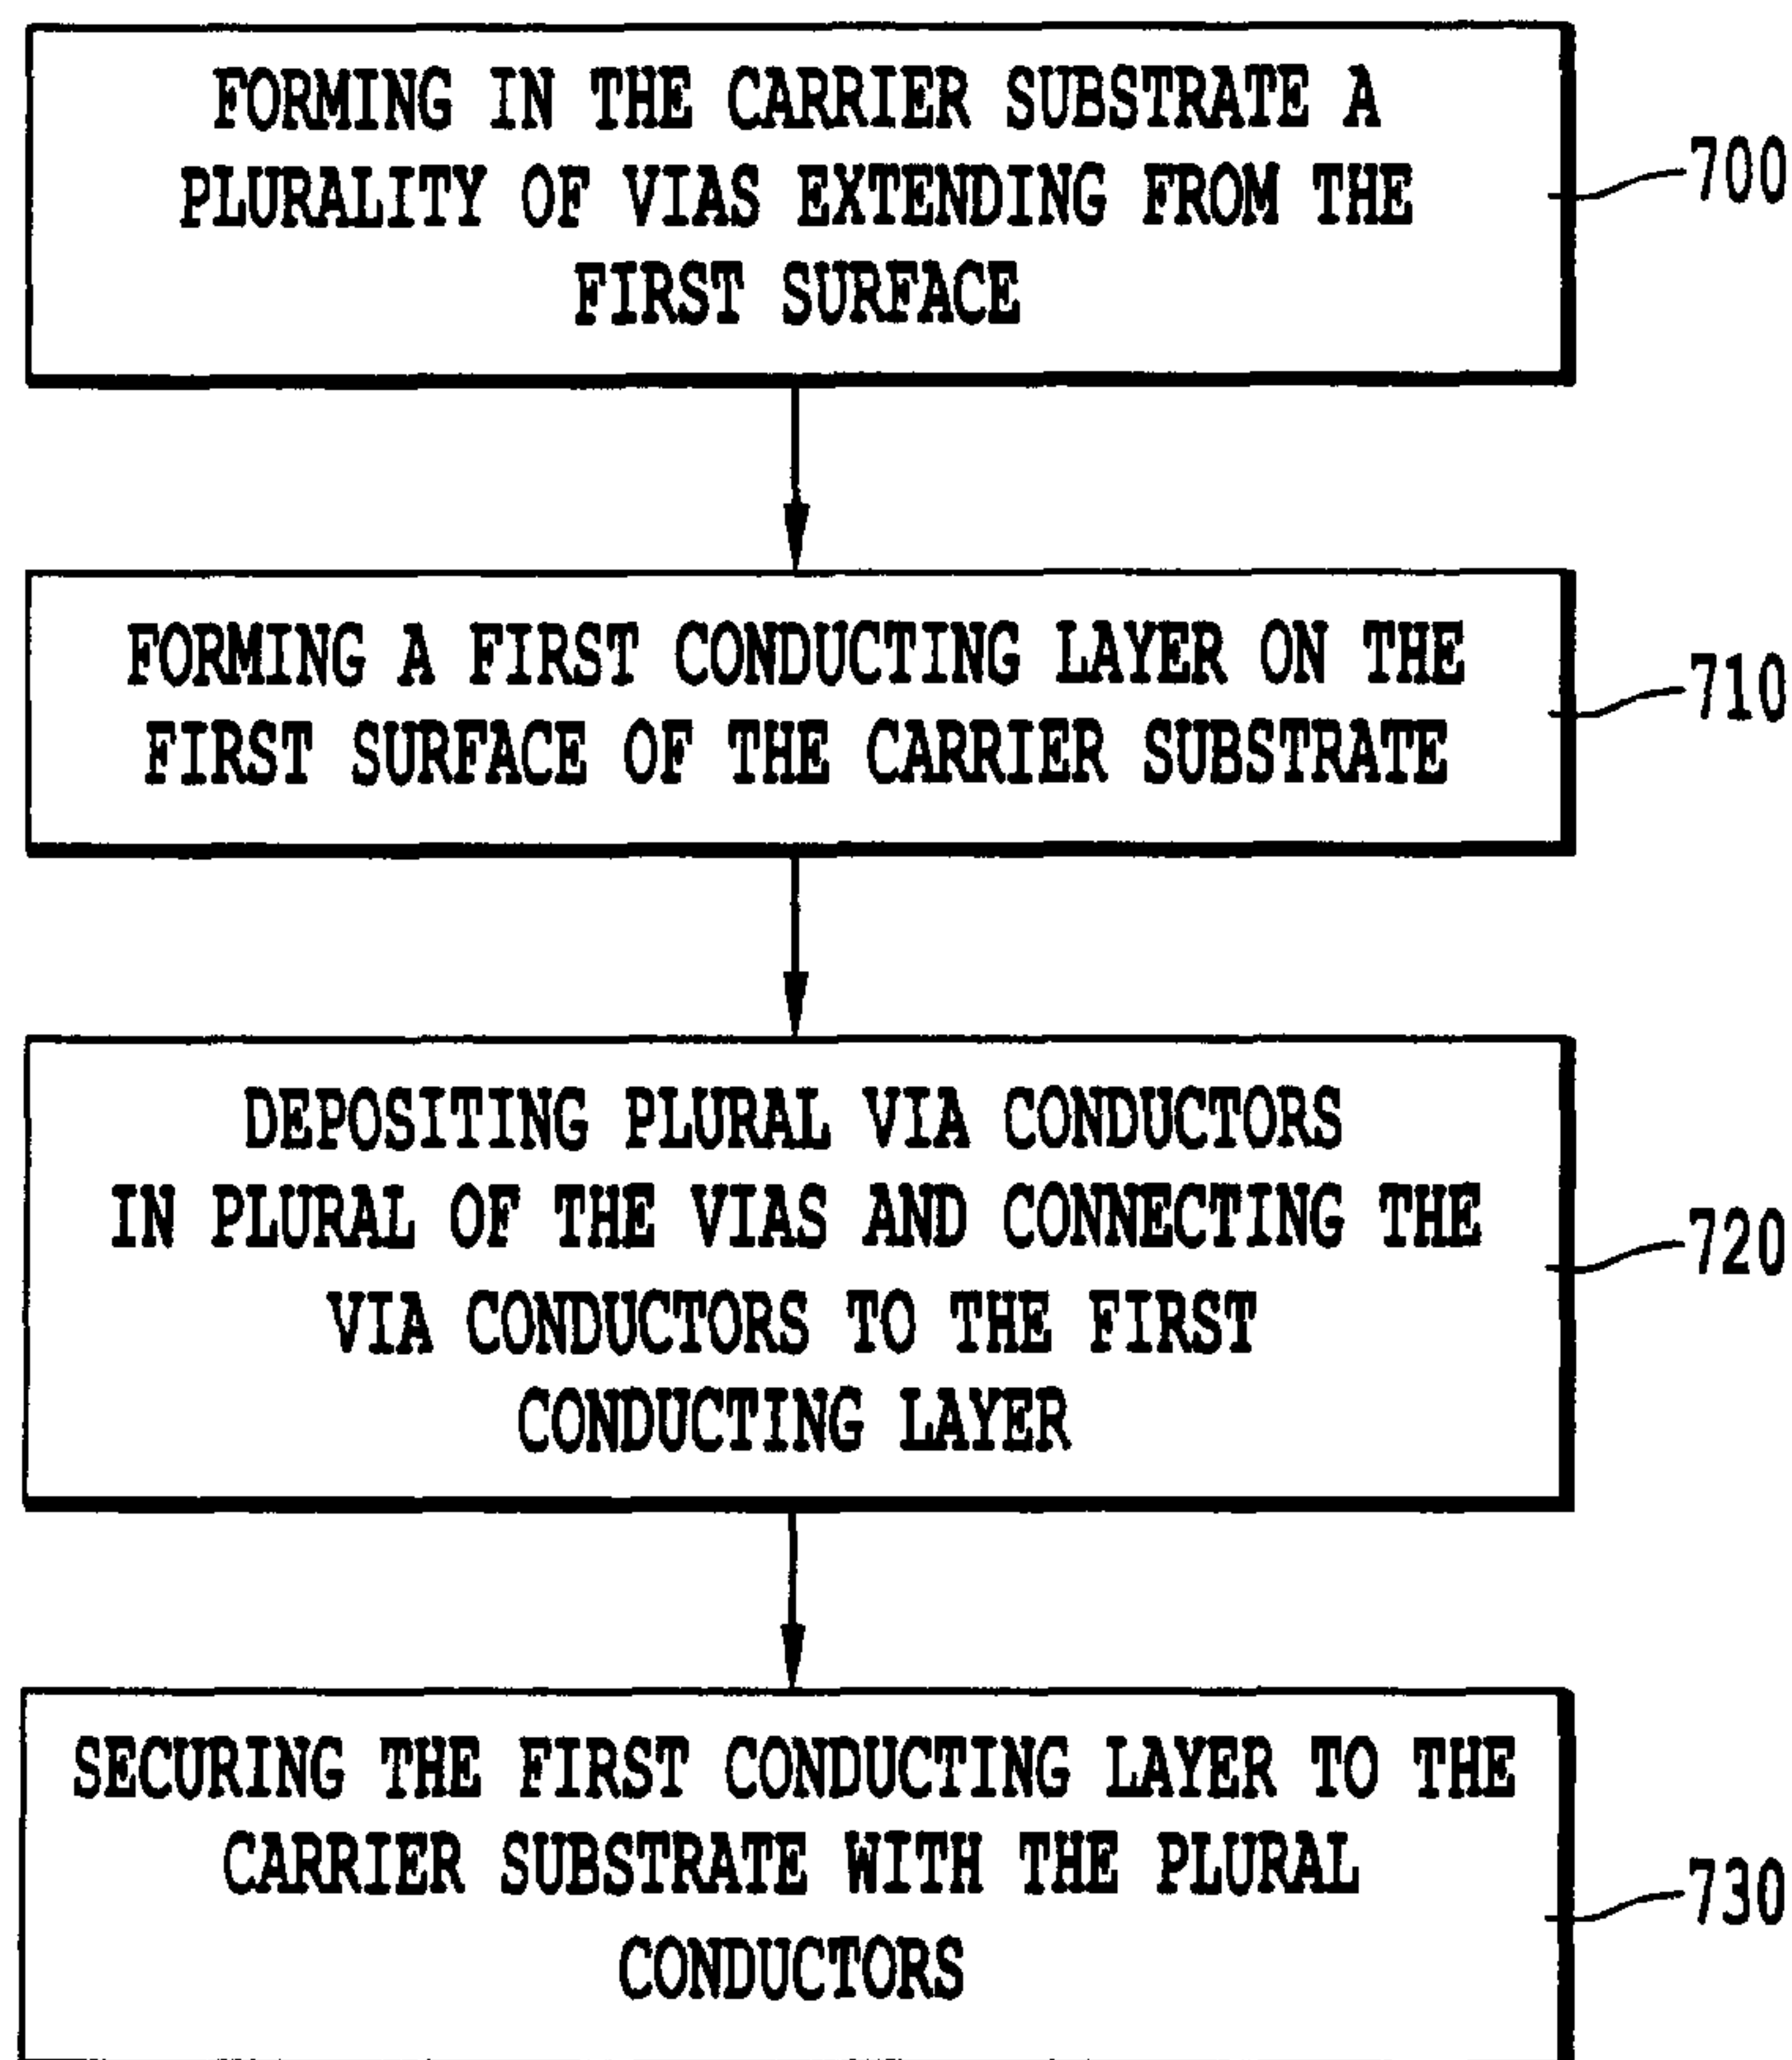 FORMING IN THE CARRIER SUBSTRATE A
PLURALITY OF VIAS EXTENDING FROM THE
FIRST SURFACE
700
FORMING A FIRST CONDUCTING LAYER ON THE
FIRST SURFACE OF THE CARRIER SUBSTRATE
710
DEPOSITING PLURAL VIA CONDUCTORS
IN PLURAL OF THE VIAS AND CONNECTING THE
VIA CONDUCTORS TO THE FIRST
CONDUCTING LAYER
720
SECURING THE FIRST CONDUCTING LAYER TO THE
CARRIER SUBSTRATE WITH THE PLURAL
CONDUCTORS
730